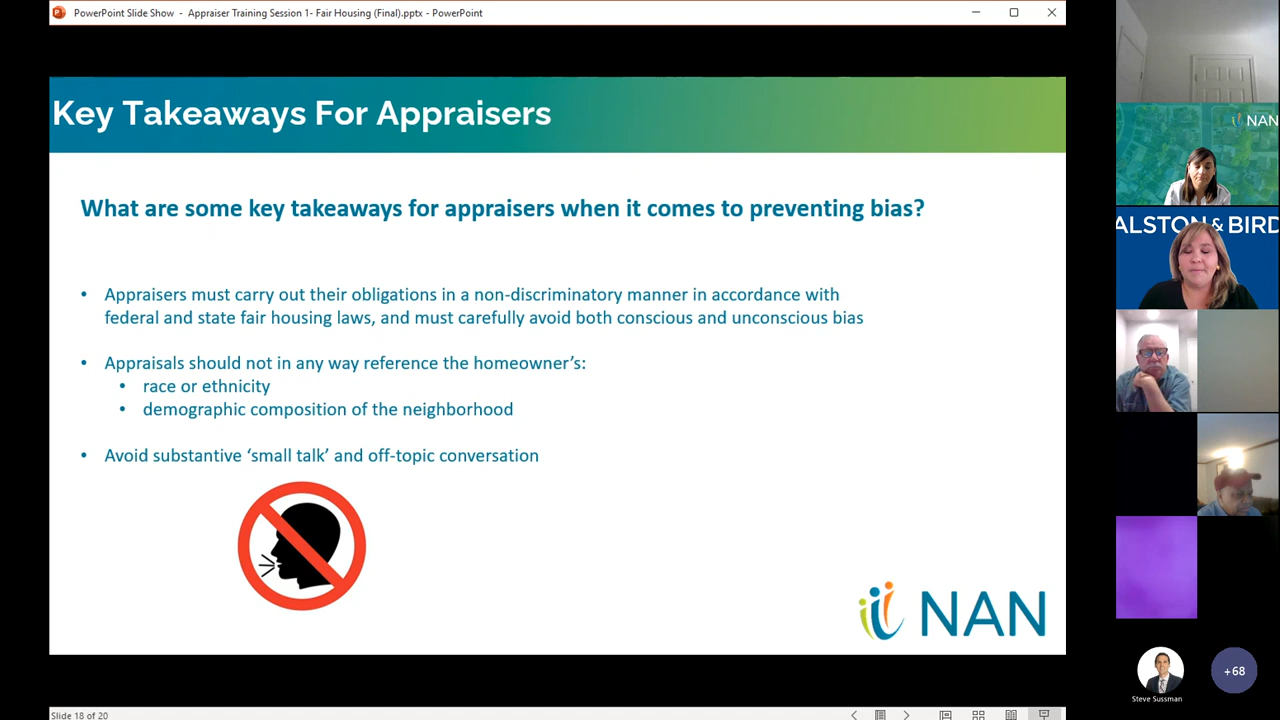 PowerPoint Slide Show - Appraiser Training Session 1- Fair Housing (Final).pptx - PowerPoint
Key Takeaways For Appraisers
What are some key takeaways for appraisers when it comes to preventing bias?
• Appraisers must carry out their obligations in a non-discriminatory manner in accordance with
federal and state fair housing laws, and must carefully avoid both conscious and unconscious bias
• Appraisals should not in any way reference the homeowner's:
• race or ethnicity
• demographic composition of the neighborhood
• Avoid substantive ‘small talk’ and off-topic conversation
NAN
Slide 18 of 20
NAN
ALSTON & BIRD
Steve Sussman
+68